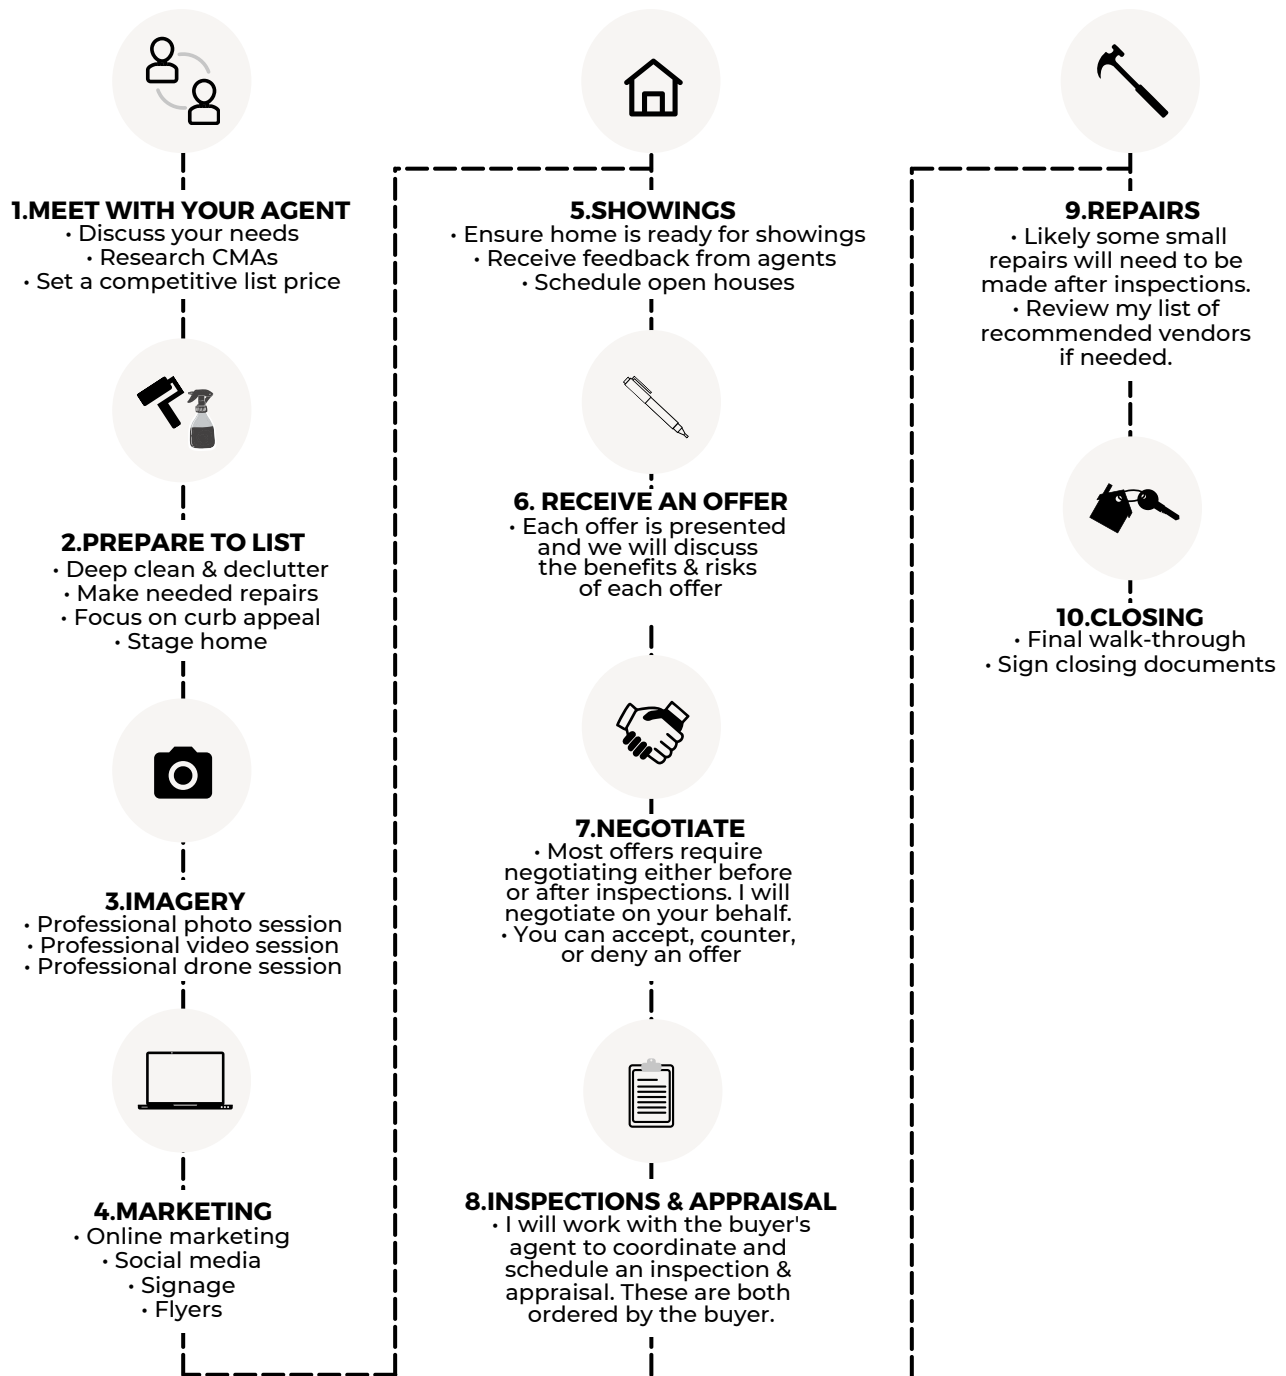 1.MEET WITH YOUR AGENT
• Discuss your needs
• Research CMAs
• Set a competitive list price
2.PREPARE TO LIST
• Deep clean & declutter
• Make needed repairs
• Focus on curb appeal
• Stage home
3.IMAGERY
• Professional photo session
• Professional video session
• Professional drone session
4.MARKETING
• Online marketing
• Social media
• Signage
• Flyers
5.SHOWINGS
• Ensure home is ready for showings
• Receive feedback from agents
• Schedule open houses
6. RECEIVE AN OFFER
• Each offer is presented
and we will discuss
the benefits & risks
of each offer
7.NEGOTIATE
• Most offers require
negotiating either before
or after inspections. I will
negotiate on your behalf.
• You can accept, counter,
or deny an offer
8.INSPECTIONS & APPRAISAL
• I will work with the buyer's
agent to coordinate and
schedule an inspection &
appraisal. These are both
ordered by the buyer.
9.REPAIRS
• Likely some small
repairs will need to be
made after inspections.
• Review my list of
recommended vendors
if needed.
10.CLOSING
• Final walk-through
• Sign closing documents